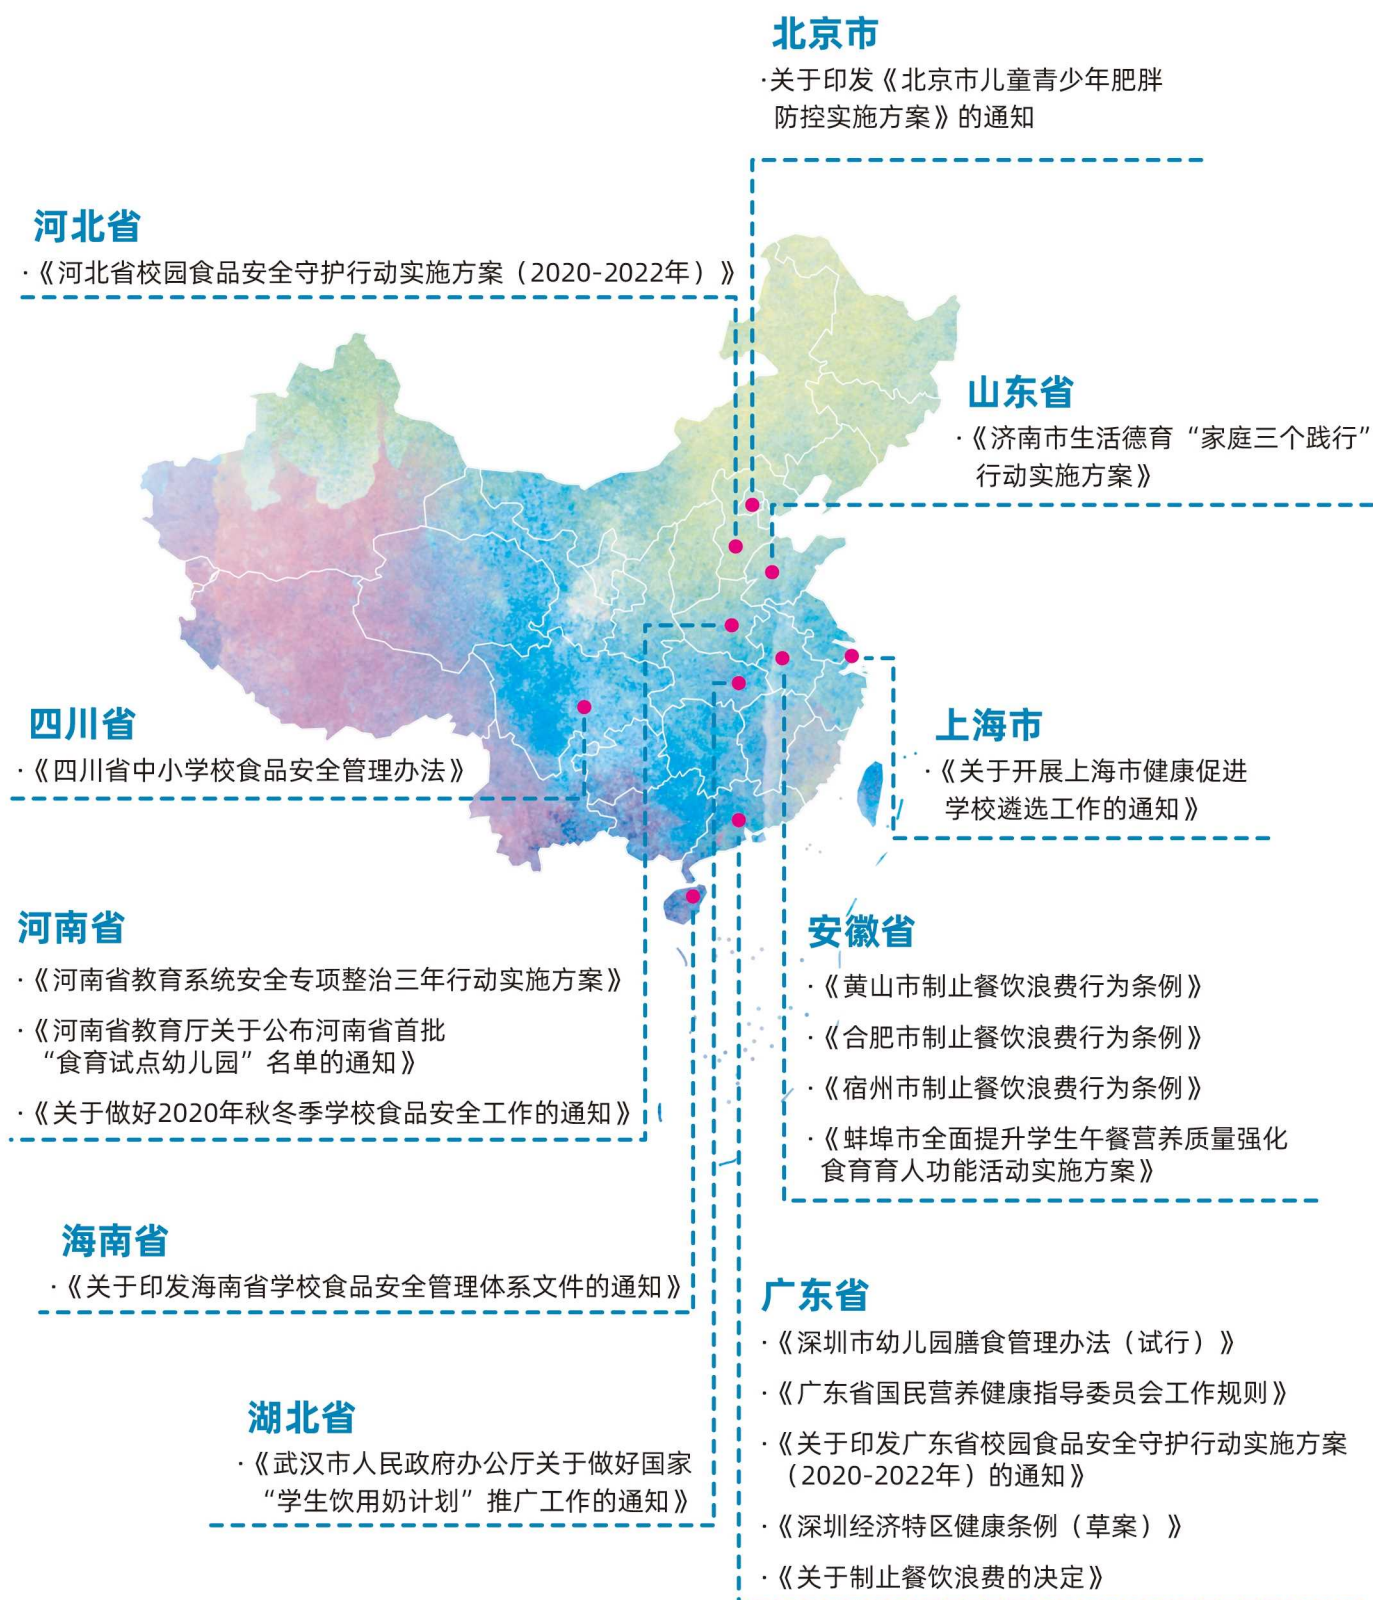 北京市
·关于印发《北京市儿童青少年肥胖
防控实施方案》的通知
河北省
·《河北省校园食品安全守护行动实施方案（2020-2022年）》
山东省
·《济南市生活德育“家庭三个践行”
行动实施方案》
四川省
·《四川省中小学校食品安全管理办法》
上海市
·《关于开展上海市健康促进
学校遴选工作的通知》
河南省
·《河南省教育系统安全专项整治三年行动实施方案》
·《河南省教育厅关于公布河南省首批
“食育试点幼儿园”名单的通知》
·《关于做好2020年秋冬季学校食品安全工作的通知》
安徽省
·《黄山市制止餐饮浪费行为条例》
·《合肥市制止餐饮浪费行为条例》
·《宿州市制止餐饮浪费行为条例》
·《蚌埠市全面提升学生午餐营养质量强化
食育育人功能活动实施方案》
海南省
·《关于印发海南省学校食品安全管理体系文件的通知》
湖北省
·《武汉市人民政府办公厅关于做好国家
“学生饮用奶计划”推广工作的通知》
广东省
·《深圳市幼儿园膳食管理办法（试行）》
·《广东省国民营养健康指导委员会工作规则》
·《关于印发广东省校园食品安全守护行动实施方案
（2020-2022年）的通知》
·《深圳经济特区健康条例（草案）》
·《关于制止餐饮浪费的决定》